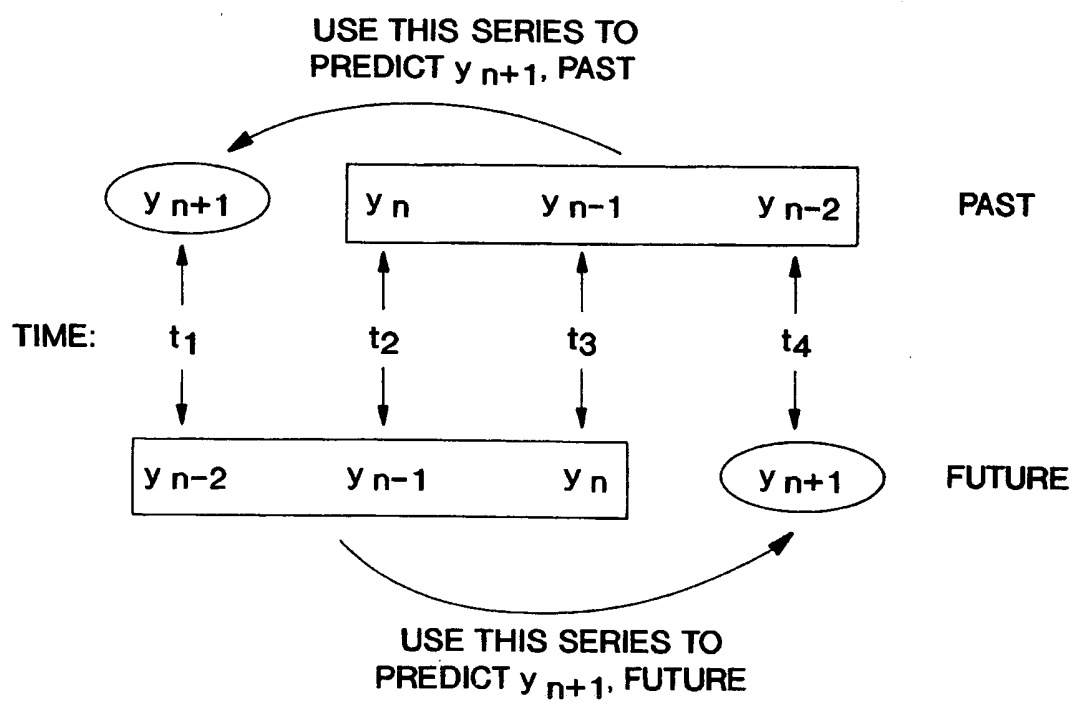 USE THIS SERIES TO
PREDICT y n+1, PAST
y n+1 y n y n-1 y n-2 PAST
TIME: t1 t2 t3 t4
y n-2 y n-1 y n y n+1 FUTURE
USE THIS SERIES TO
PREDICT y n+1, FUTURE